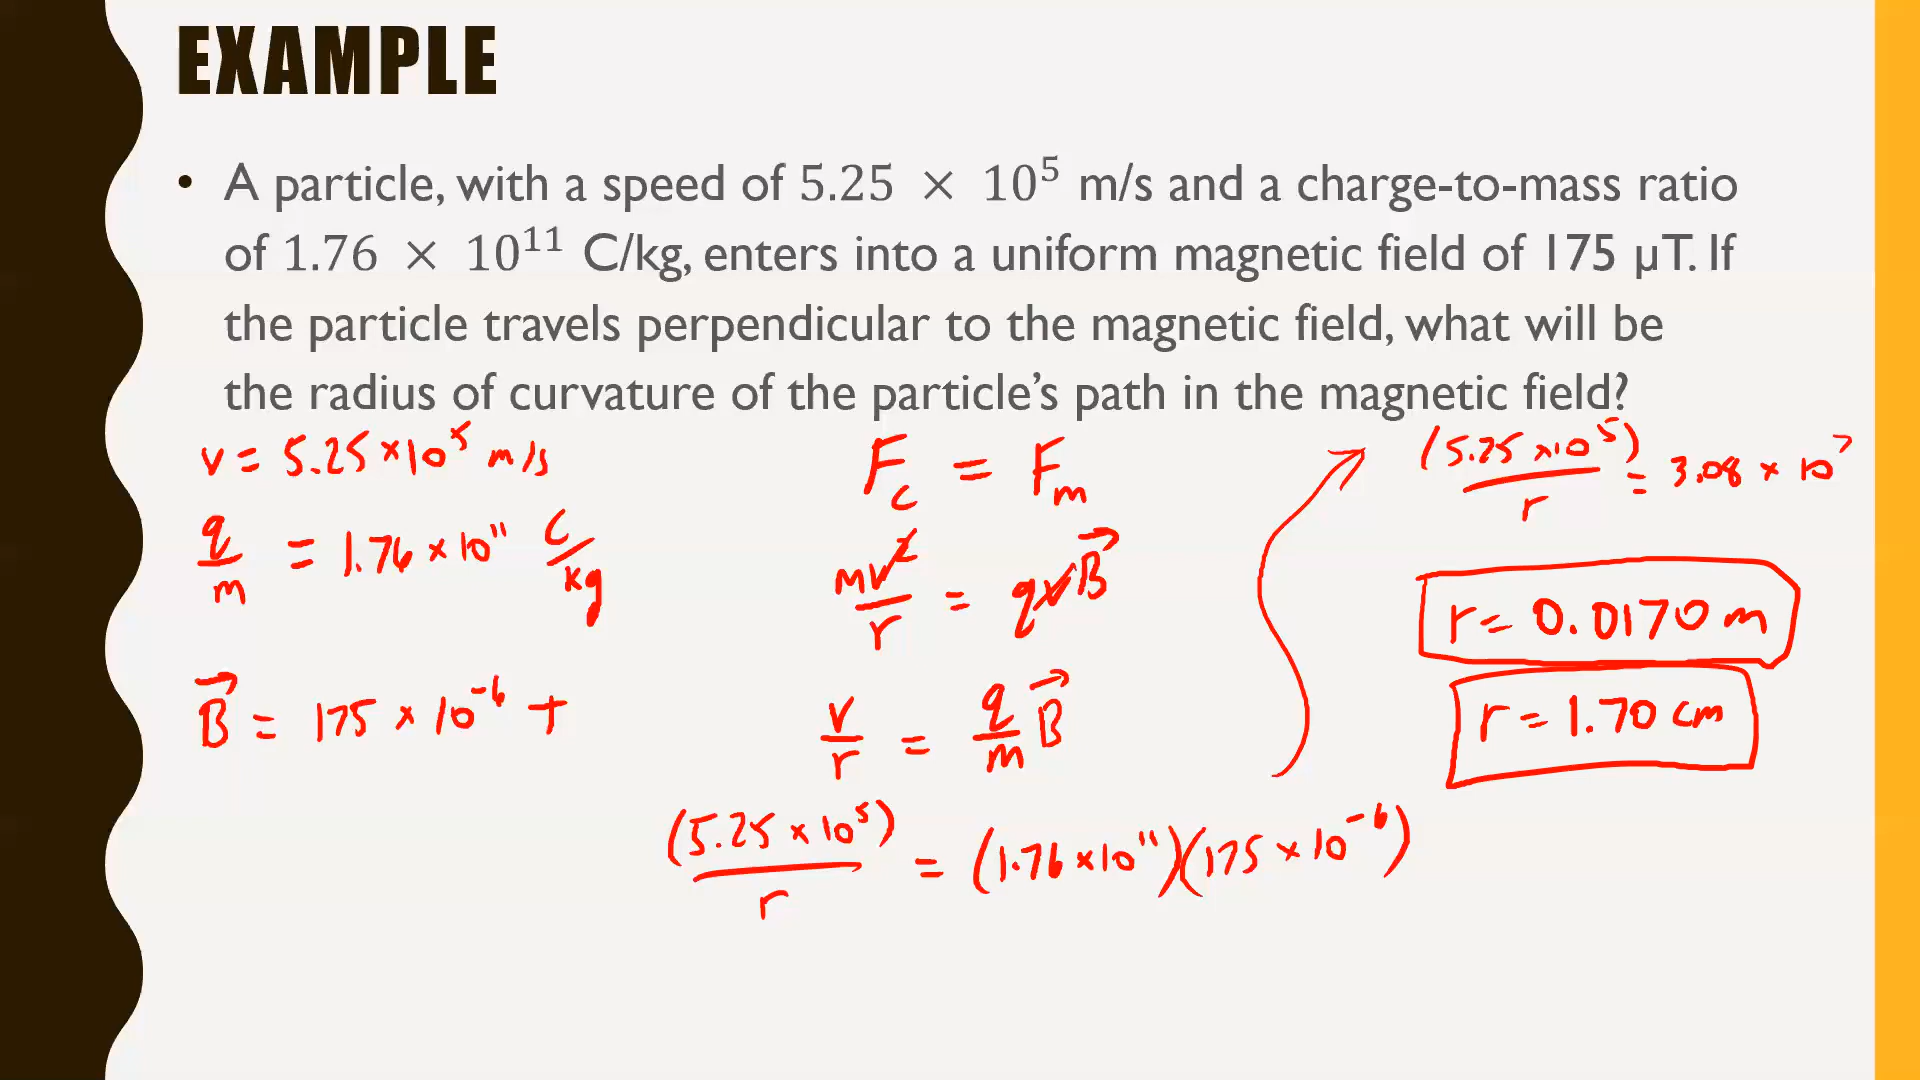 EXAMPLE
• A particle, with a speed of 5.25 × 10⁵ m/s and a charge-to-mass ratio
of 1.76 × 10¹¹ C/kg, enters into a uniform magnetic field of 175 µT. If
the particle travels perpendicular to the magnetic field, what will be
the radius of curvature of the particle's path in the magnetic field?
v = 5.25 × 10⁵ m/s
q/m = 1.76 × 10¹¹ C/kg
B⃗ = 175 × 10⁻⁶ T
F_c = F_m
mv²/r = qvB⃗
v/r = q/m B⃗
(5.25 × 10⁵)/r = (1.76 × 10¹¹)(175 × 10⁻⁶)
(5.25 × 10⁵)/r = 3.08 × 10⁷
r = 0.0170 m
r = 1.70 cm